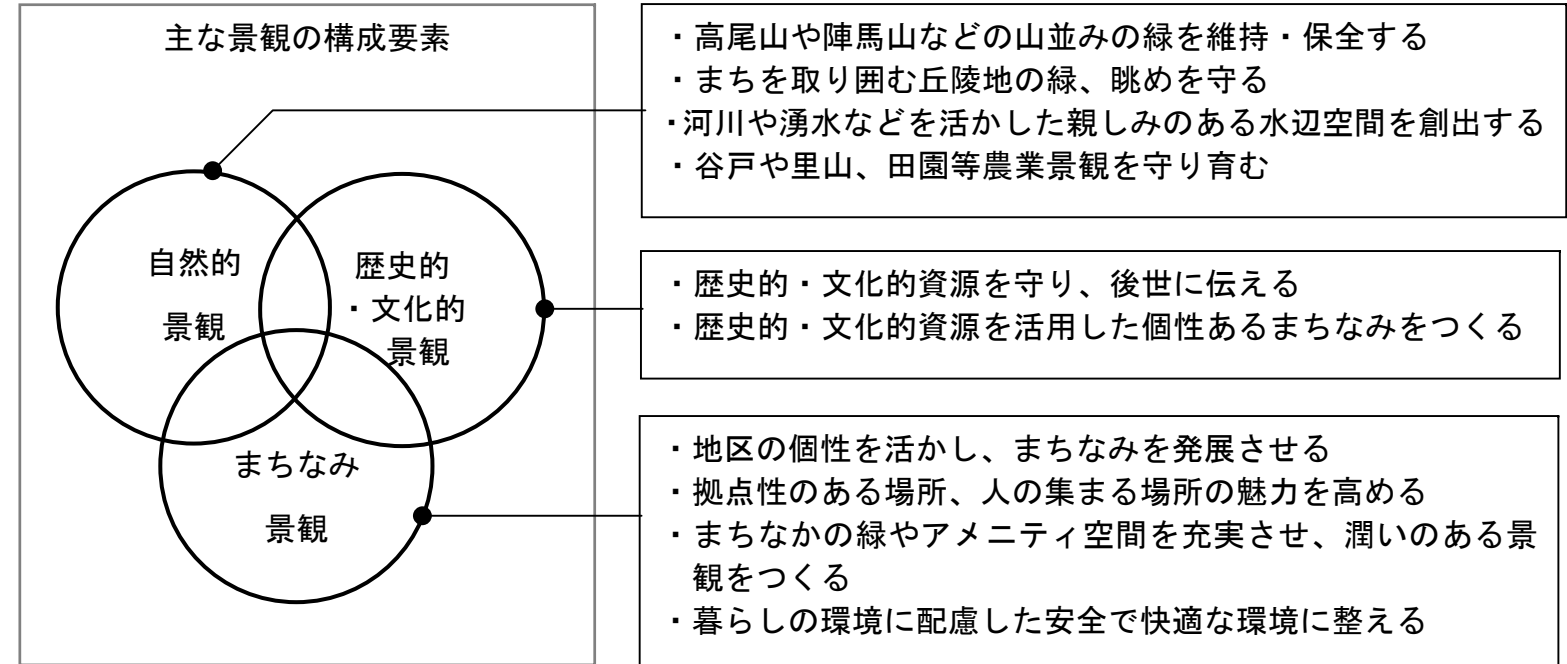 主な景観の構成要素
自然的
景観
歴史的
・文化的
景観
まちなみ
景観
・高尾山や陣馬山などの山並みの緑を維持・保全する
・まちを取り囲む丘陵地の緑、眺めを守る
・河川や湧水などを活かした親しみのある水辺空間を創出する
・谷戸や里山、田園等農業景観を守り育む
・歴史的・文化的資源を守り、後世に伝える
・歴史的・文化的資源を活用した個性あるまちなみをつくる
・地区の個性を活かし、まちなみを発展させる
・拠点性のある場所、人の集まる場所の魅力を高める
・まちなかの緑やアメニティ空間を充実させ、潤いのある景
観をつくる
・暮らしの環境に配慮した安全で快適な環境に整える